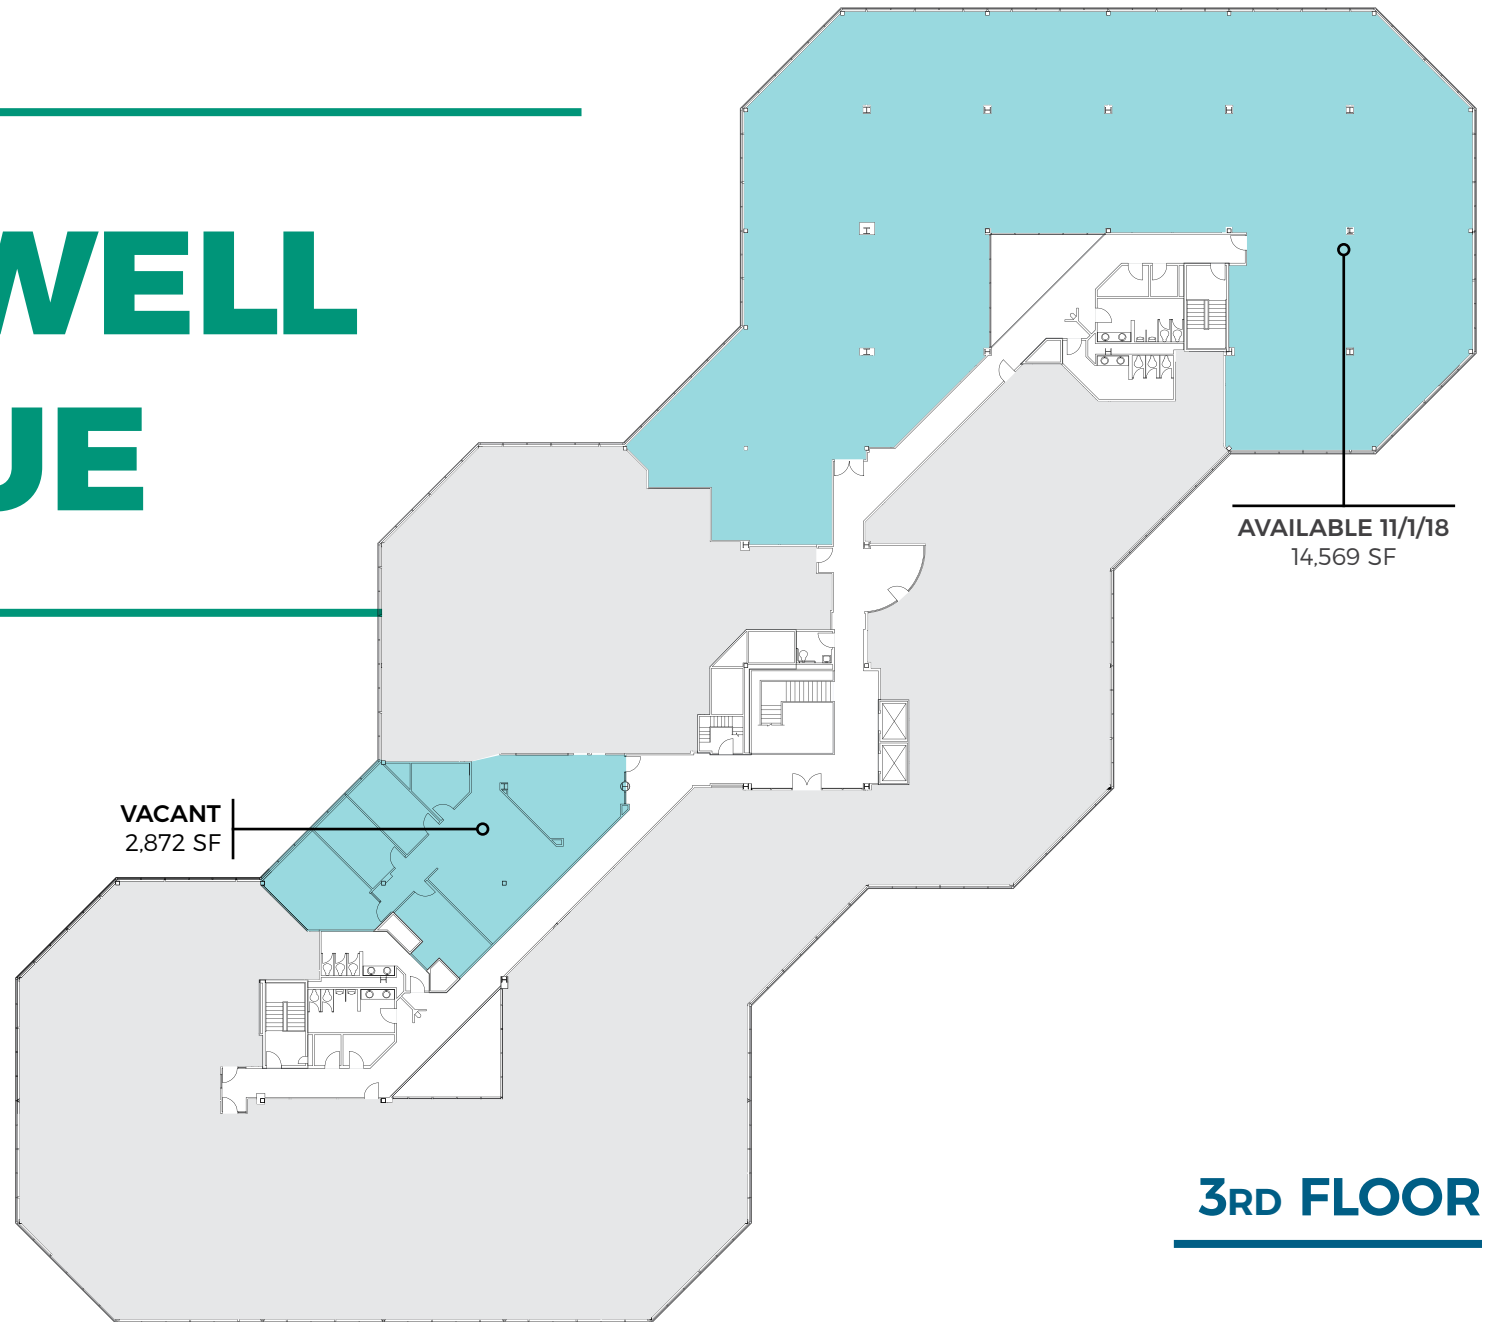 WELL
UE
AVAILABLE 11/1/18
14,569 SF
VACANT
2,872 SF
3RD FLOOR